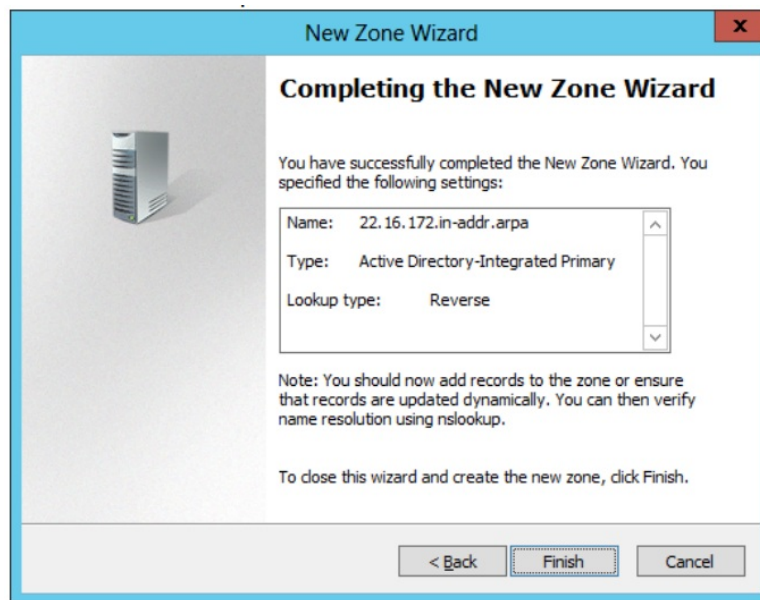 New Zone Wizard
x
Completing the New Zone Wizard
You have successfully completed the New Zone Wizard. You
specified the following settings:
Name: 22.16.172.in-addr.arpa
Type: Active Directory-Integrated Primary
Lookup type: Reverse
Note: You should now add records to the zone or ensure
that records are updated dynamically. You can then verify
name resolution using nslookup.
To close this wizard and create the new zone, click Finish.
< Back Finish Cancel